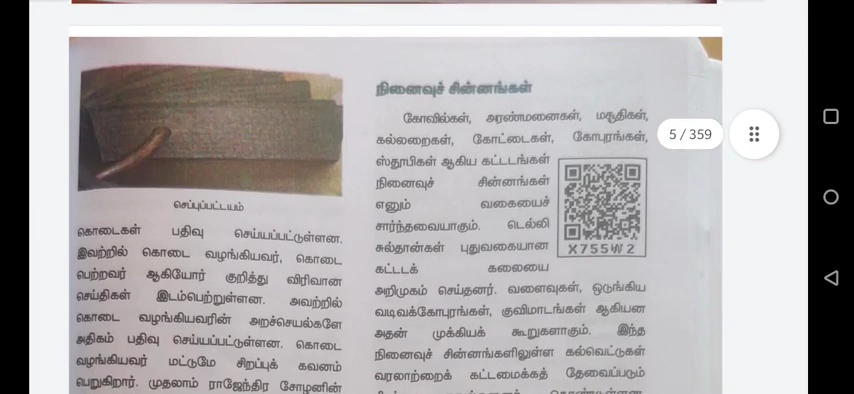 செப்புப்பட்டயம்
கொடைகள் பதிவு செய்யப்பட்டுள்ளன.
இவற்றில் கொடை வழங்கியவர், கொடை
பெற்றவர் ஆகியோர் குறித்து விரிவான
செய்திகள் இடம்பெற்றுள்ளன. அவற்றில்
கொடை வழங்கியவரின் அறச்செயல்களே
அதிகம் பதிவு செய்யப்பட்டுள்ளன. கொடை
வழங்கியவர் மட்டுமே சிறப்புக் கவனம்
பெறுகிறார். முதலாம் ராஜேந்திர சோழனின்
நினைவுச் சின்னங்கள்
கோவில்கள், அரண்மனைகள், மசூதிகள்,
கல்லறைகள், கோட்டைகள், கோபுரங்கள்,
ஸ்தூபிகள் ஆகிய கட்டடங்கள்
நினைவுச் சின்னங்கள்
எனும் வகையைச்
சார்ந்தவையாகும். டெல்லி
சுல்தான்கள் புதுவகையான
கட்டடக் கலையை
அறிமுகம் செய்தனர். வளைவுகள், ஒடுங்கிய
வடிவக்கோபுரங்கள், குவிமாடங்கள் ஆகியன
அதன் முக்கியக் கூறுகளாகும். இந்த
நினைவுச் சின்னங்களிலுள்ள கல்வெட்டுகள்
வரலாற்றைக் கட்டமைக்கத் தேவைப்படும்
X755W2
5 / 359